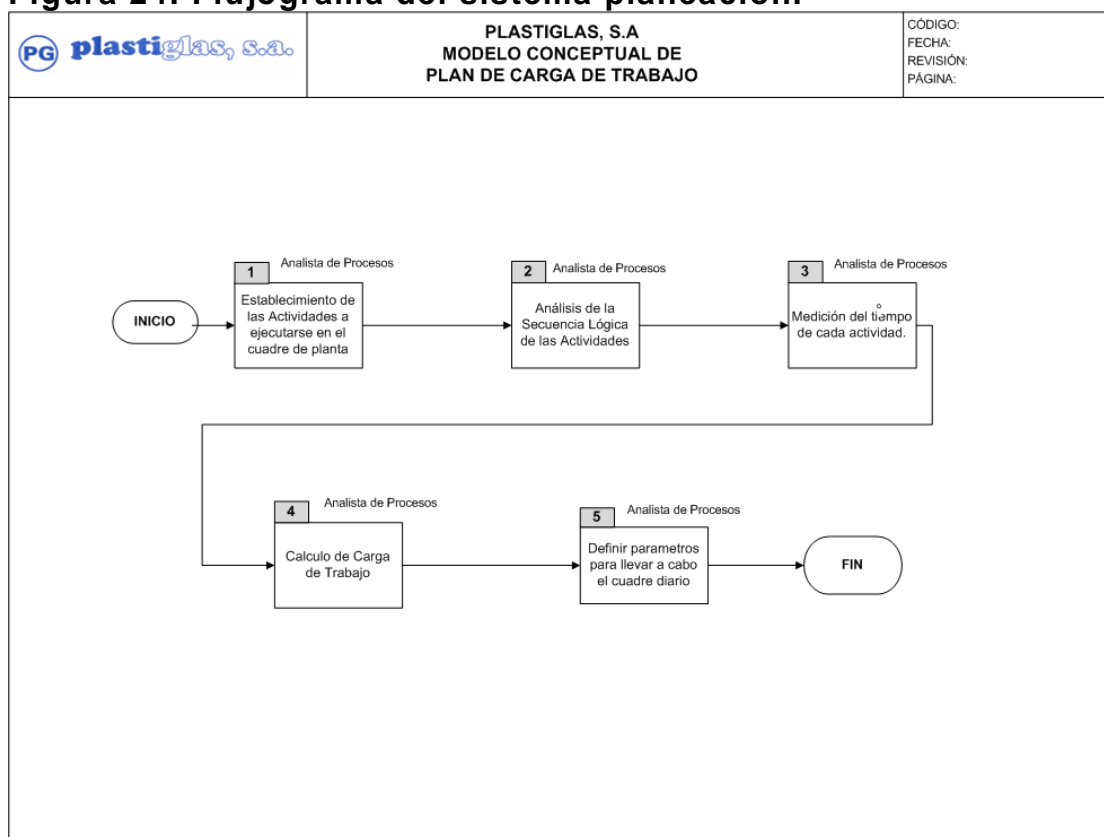 Figura 24. Flujograma del sistema planeación.
PG plastiglas, s.a.
PLASTIGLAS, S.A
MODELO CONCEPTUAL DE
PLAN DE CARGA DE TRABAJO
CÓDIGO:
FECHA:
REVISIÓN:
PÁGINA:
1
Analista de Procesos
2
Analista de Procesos
3
Analista de Procesos
INICIO
Establecimiento de
las Actividades a
ejecutarse en el
cuadre de planta
Análisis de la
Secuencia Lógica
de las Actividades
Medición del tiempo
de cada actividad.
4
Analista de Procesos
5
Analista de Procesos
Calculo de Carga
de Trabajo
Definir parametros
para llevar a cabo
el cuadre diario
FIN